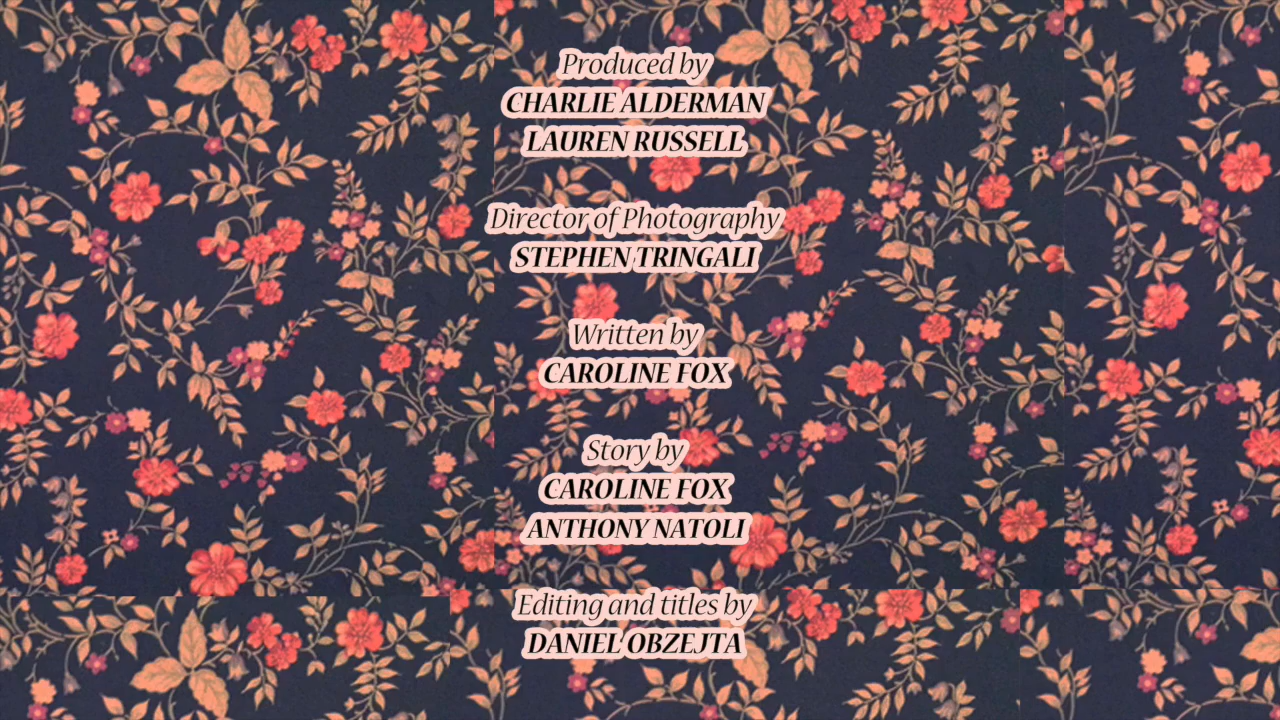 Produced by
CHARLIE ALDERMAN
LAUREN RUSSELL
Director of Photography
STEPHEN TRINGALI
Written by
CAROLINE FOX
Story by
CAROLINE FOX
ANTHONY NATOLI
Editing and titles by
DANIEL OBZEJTA